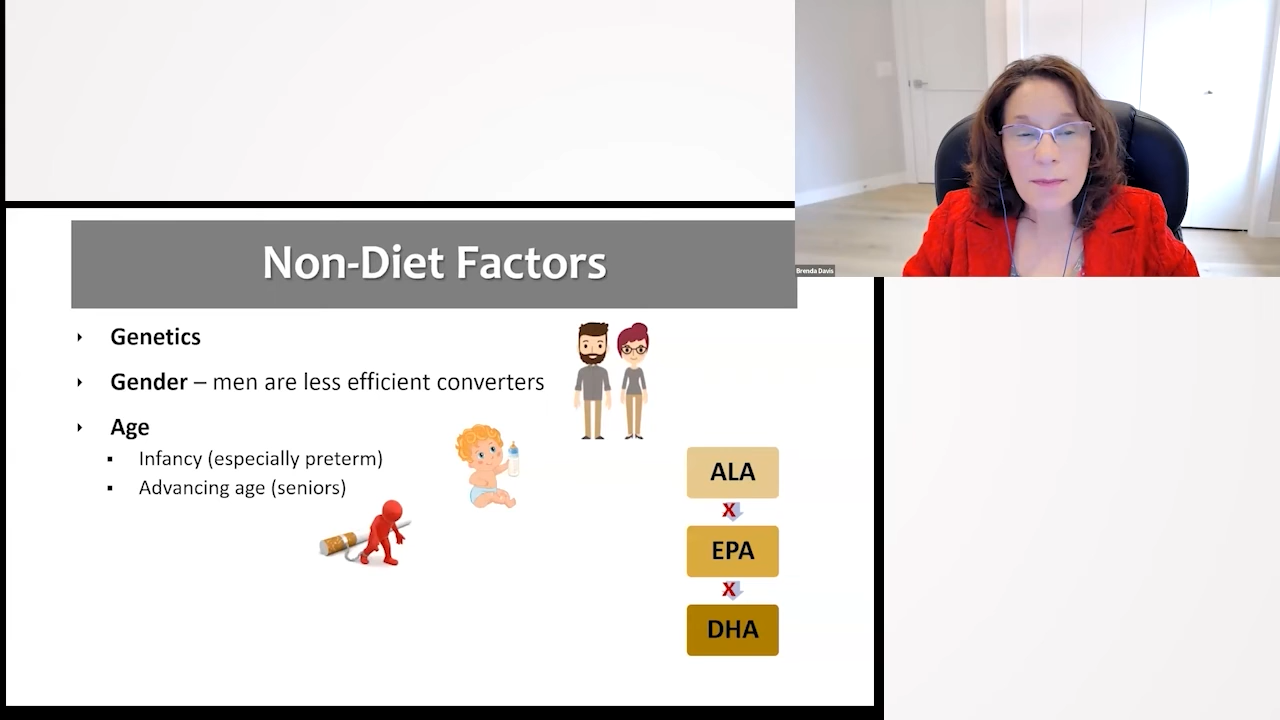 Brenda Davis
Non-Diet Factors
Genetics
Gender – men are less efficient converters
Age
Infancy (especially preterm)
Advancing age (seniors)
ALA
X
EPA
X
DHA